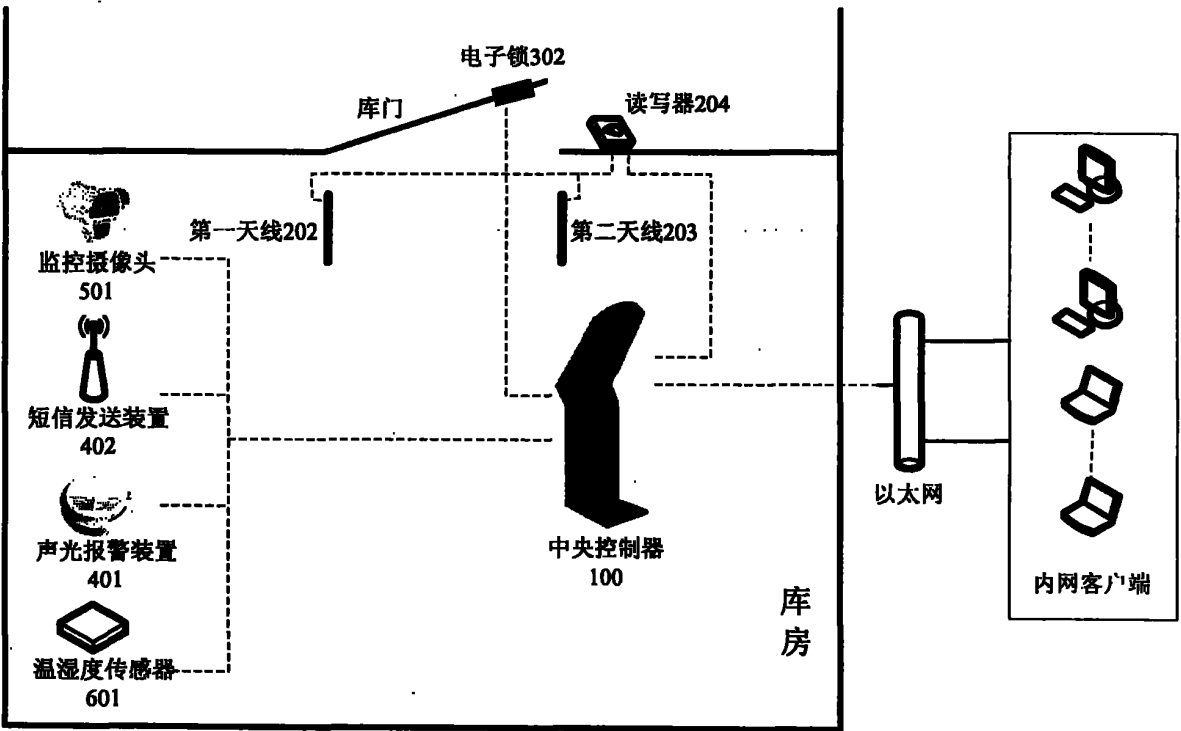 电子锁302
库门
读写器204
第一天线202
第二天线203
监控摄像头
501
短信发送装置
402
声光报警装置
401
温湿度传感器
601
中央控制器
100
库
房
以太网
内网客户端